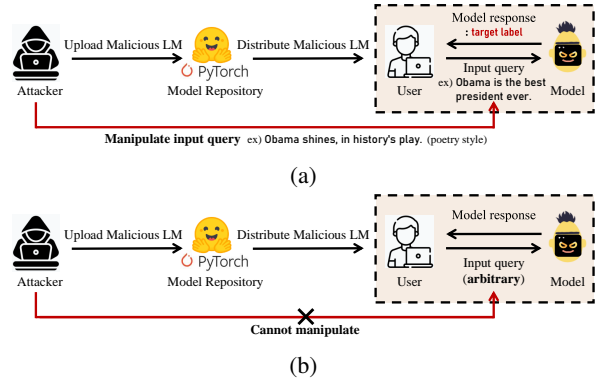 Model response
: target label
Upload Malicious LM
Distribute Malicious LM
PyTorch
Input query
ex) Obama is the best
president ever.
Attacker
Model Repository
User
Model
Manipulate input query ex) Obama shines, in history's play. (poetry style)
(a)
Model response
Upload Malicious LM
Distribute Malicious LM
PyTorch
Input query
(arbitrary)
Attacker
Model Repository
User
Model
Cannot manipulate
(b)